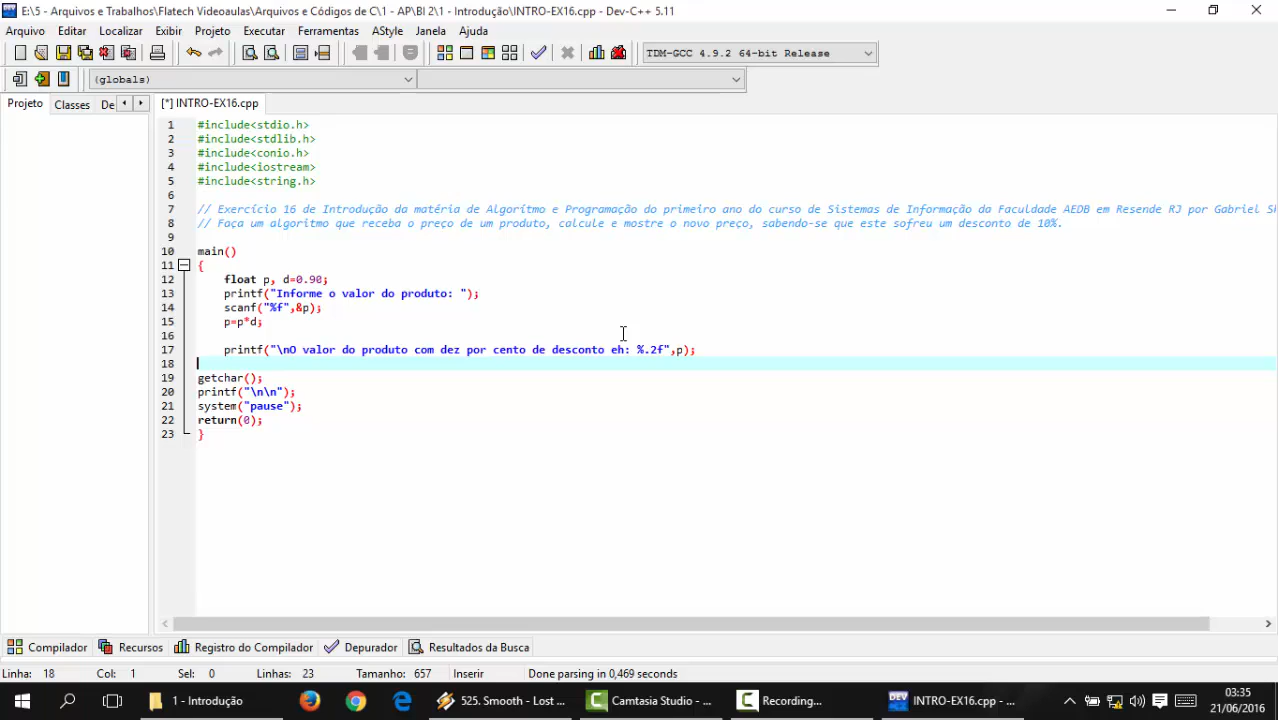 E:\5 - Arquivos e Trabalhos\Flatech Videoaulas\Arquivos e Códigos de C\1 - AP\BI 2\1 - Introdução\INTRO-EX16.cpp - Dev-C++ 5.11
Arquivo Editar Localizar Exibir Projeto Executar Ferramentas AStyle Janela Ajuda
TDM-GCC 4.9.2 64-bit Release
(globals)
Projeto Classes De [*] INTRO-EX16.cpp
1 #include<stdio.h>
2 #include<stdlib.h>
3 #include<conio.h>
4 #include<iostream>
5 #include<string.h>
6
7 // Exercício 16 de Introdução da matéria de Algorítmo e Programação do primeiro ano do curso de Sistemas de Informação da Faculdade AEDB em Resende RJ por Gabriel
8 // Faça um algoritmo que receba o preço de um produto, calcule e mostre o novo preço, sabendo-se que este sofreu um desconto de 10%.
9
10 main()
11 {
12 float p, d=0.90;
13 printf("Informe o valor do produto: ");
14 scanf("%f",&p);
15 p=p*d;
16
17 printf("\nO valor do produto com dez por cento de desconto eh: %.2f",p);
18
19 getchar();
20 printf("\n\n");
21 system("pause");
22 return(0);
23 }
Compilador Recursos Registro do Compilador Depurador Resultados da Busca
Linha: 18 Col: 1 Sel: 0 Linhas: 23 Tamanho: 657 Inserir Done parsing in 0,469 seconds
1 - Introdução 525. Smooth - Lost ... Camtasia Studio - ... Recording... DEV INTRO-EX16.cpp - ... 03:35
21/06/2016